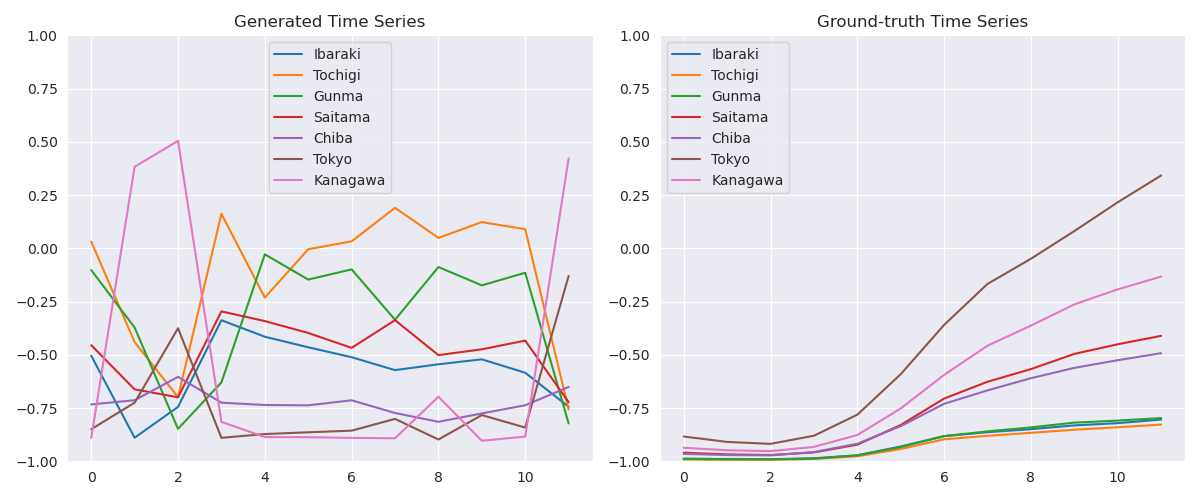 Generated Time Series
1.00
0.75
0.50
0.25
0.00
−0.25
−0.50
−0.75
−1.00
0 2 4 6 8 10
Ibaraki
Tochigi
Gunma
Saitama
Chiba
Tokyo
Kanagawa
Ground-truth Time Series
1.00
0.75
0.50
0.25
0.00
−0.25
−0.50
−0.75
−1.00
0 2 4 6 8 10
Ibaraki
Tochigi
Gunma
Saitama
Chiba
Tokyo
Kanagawa